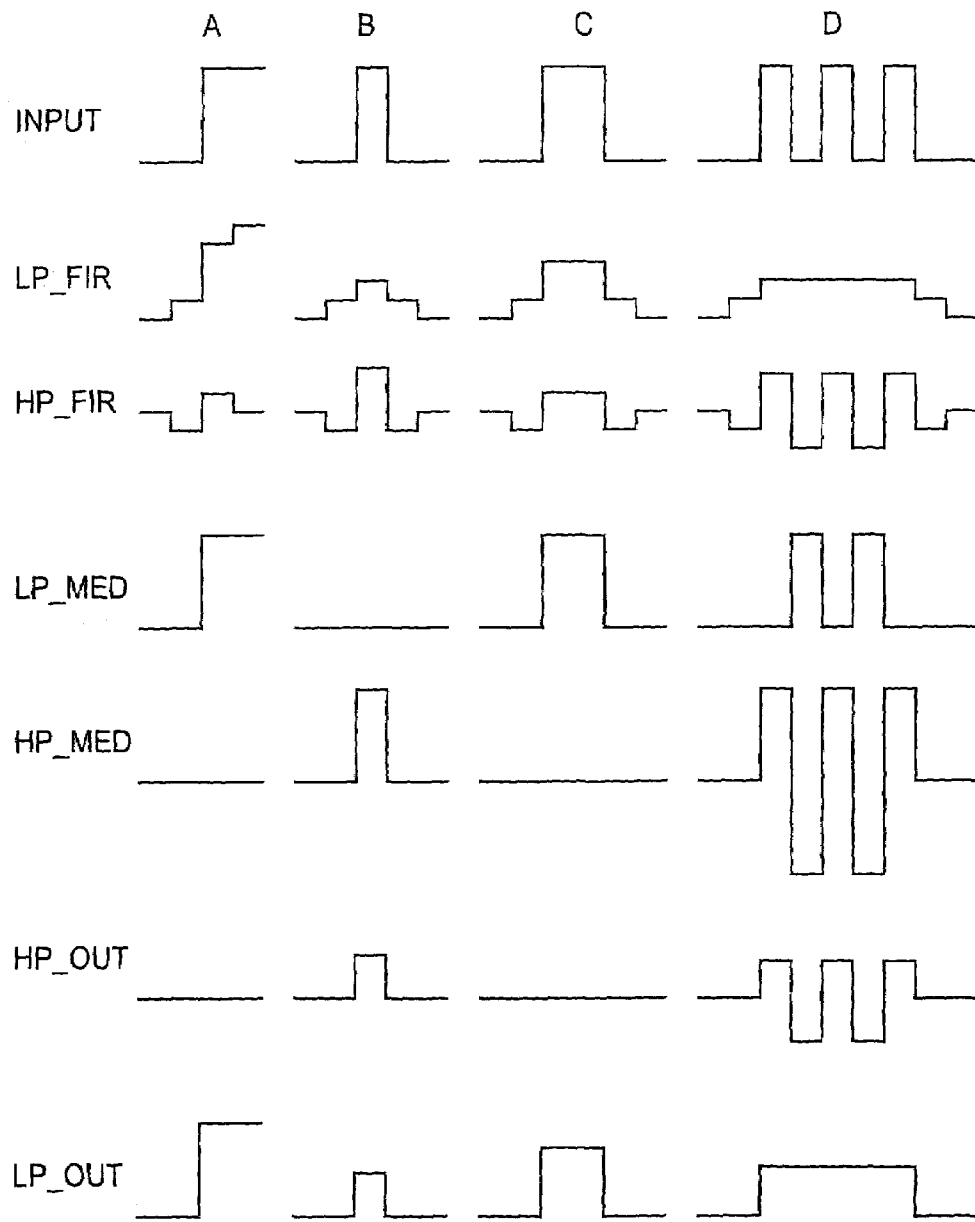 A B C D
INPUT
LP_FIR
HP_FIR
LP_MED
HP_MED
HP_OUT
LP_OUT